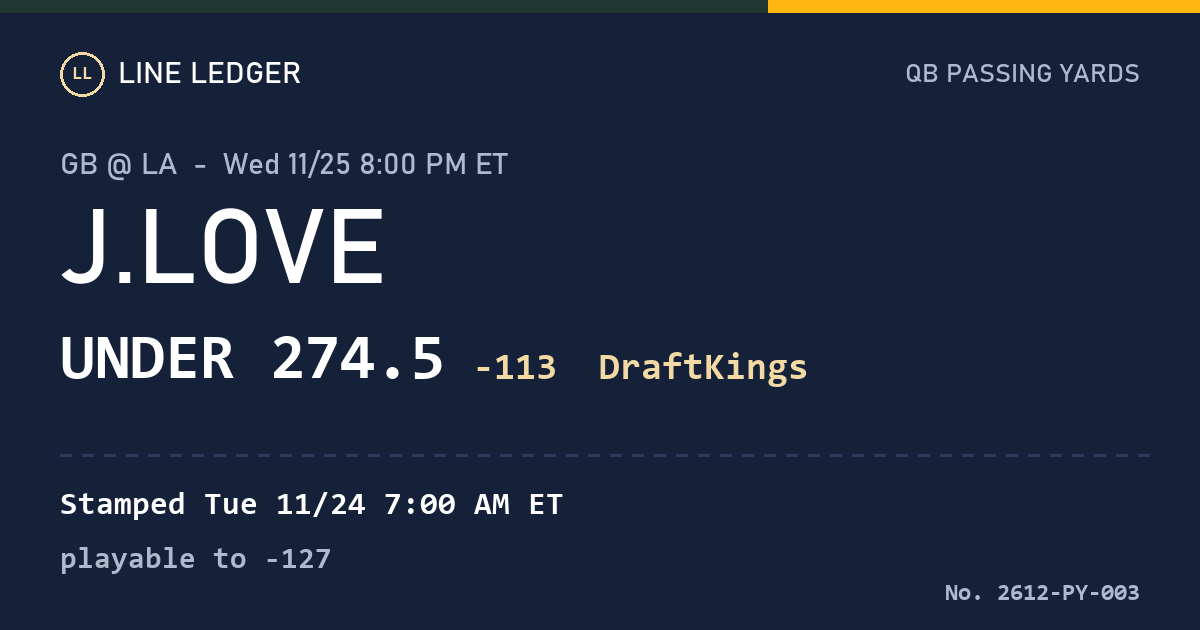 LL LINE LEDGER
QB PASSING YARDS
GB @ LA - Wed 11/25 8:00 PM ET
J.LOVE
UNDER 274.5 -113 DraftKings
Stamped Tue 11/24 7:00 AM ET
playable to -127
No. 2612-PY-003